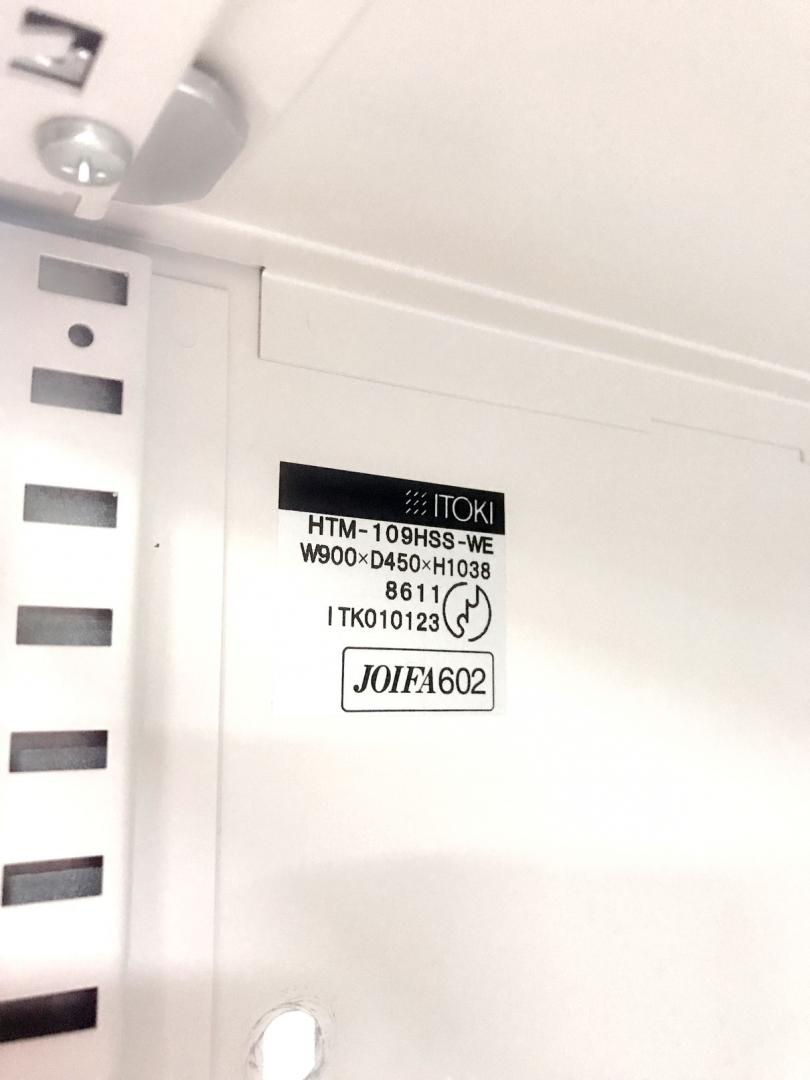 ITOKI
HTM-109HSS-WE
W900×D450×H1038
8611
ITK010123
JOIFA602